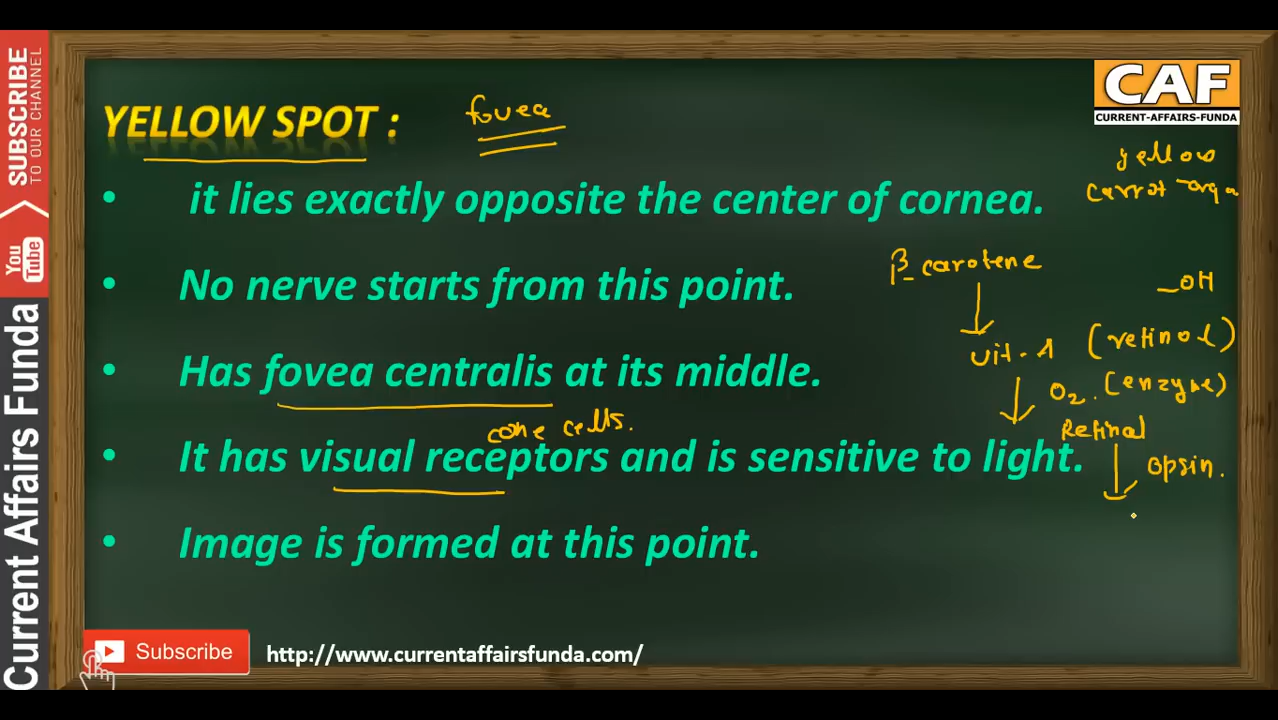 SUBSCRIBE
TO OUR CHANNEL
You Tube
Current Affairs Funda
CAF
CURRENT-AFFAIRS-FUNDA
YELLOW SPOT :
fovea
yellow
carrot -
• it lies exactly opposite the center of cornea.
• No nerve starts from this point.
β-carotene
-OH
vit-A (retinol)
• Has fovea centralis at its middle.
O2. (enzyme)
cone cells.
Retinal
• It has visual receptors and is sensitive to light.
opsin.
• Image is formed at this point.
Subscribe
http://www.currentaffairsfunda.com/